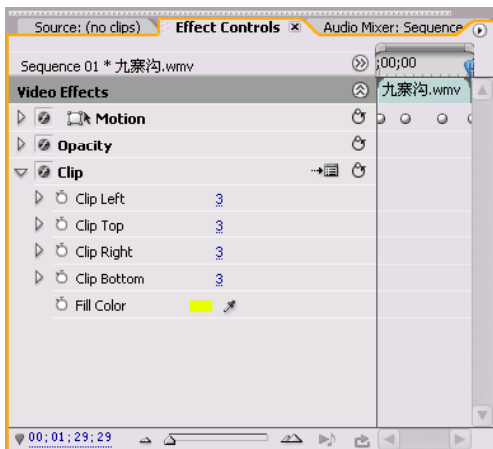 Source: (no clips) Effect Controls × Audio Mixer: Sequence
Sequence 01 * 九寨沟.wmv ;00;00
Video Effects 九寨沟.wmv
Motion
Opacity
Clip
Clip Left 3
Clip Top 3
Clip Right 3
Clip Bottom 3
Fill Color
00;01;29;29